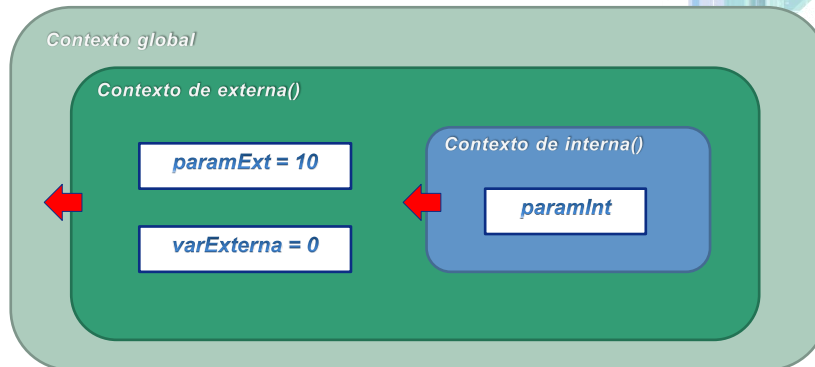 Contexto global
Contexto de externa()
Contexto de interna()
paramExt = 10
paramInt
varExterna = 0